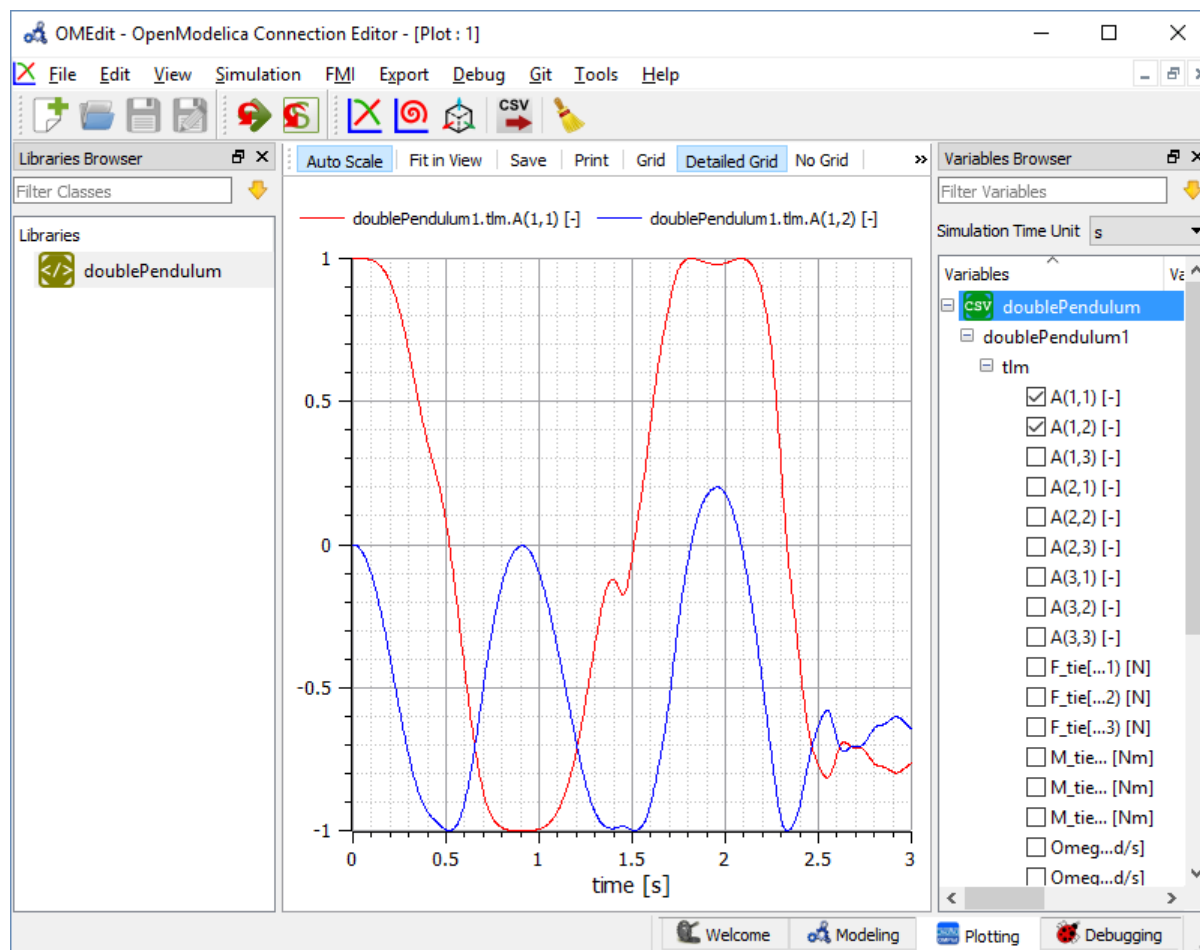 OMEdit - OpenModelica Connection Editor - [Plot : 1]
File Edit View Simulation FMI Export Debug Git Tools Help
CSV
Libraries Browser
Filter Classes
Libraries
</> doublePendulum
Auto Scale Fit in View Save Print Grid Detailed Grid No Grid »
doublePendulum1.tlm.A(1,1) [-] doublePendulum1.tlm.A(1,2) [-]
1
0.5
0
-0.5
-1
0 0.5 1 1.5 2 2.5 3
time [s]
Variables Browser
Filter Variables
Simulation Time Unit s
Variables Va
CSV doublePendulum
doublePendulum1
tlm
A(1,1) [-]
A(1,2) [-]
A(1,3) [-]
A(2,1) [-]
A(2,2) [-]
A(2,3) [-]
A(3,1) [-]
A(3,2) [-]
A(3,3) [-]
F_tie[...1) [N]
F_tie[...2) [N]
F_tie[...3) [N]
M_tie... [Nm]
M_tie... [Nm]
M_tie... [Nm]
Omeg...d/s]
Omeg...d/s]
Welcome Modeling Plotting Debugging